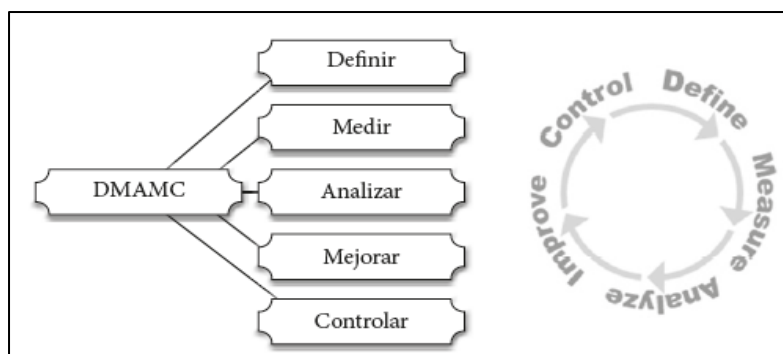 Definir
Medir
DMAMC
Analizar
Mejorar
Controlar
Control
Define
Measure
Analyze
Improve